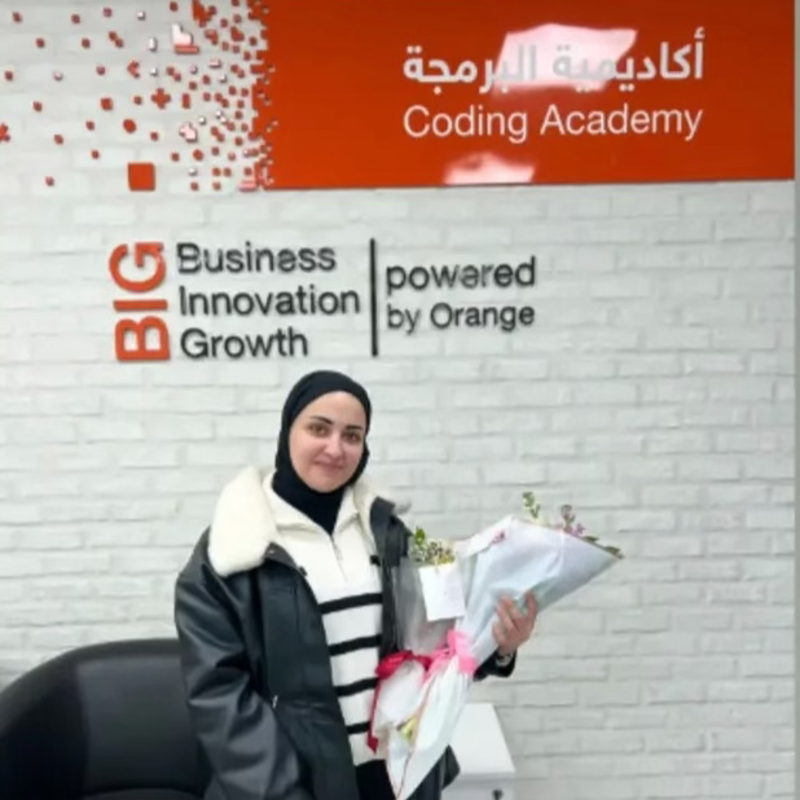 أكاديمية البرمجة
Coding Academy
BIG
Business
Innovation
Growth
powered
by Orange